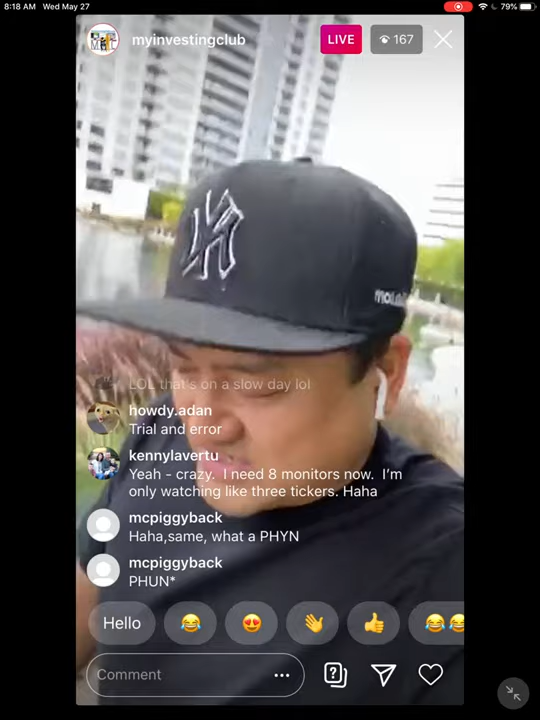 8:18 AM Wed May 27
79%
myinvestingclub
LIVE
167
LOL that's on a slow day lol
howdy.adan
Trial and error
kennylavertu
Yeah - crazy. I need 8 monitors now. I'm
only watching like three tickers. Haha
mcpiggyback
Haha,same, what a PHYN
mcpiggyback
PHUN*
Hello
Comment